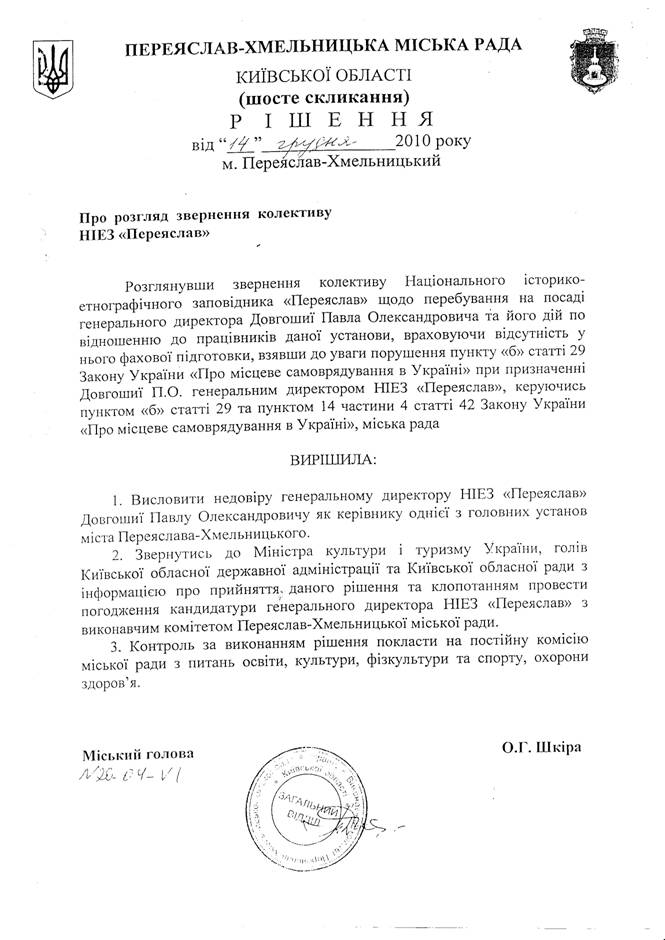 ПЕРЕЯСЛАВ-ХМЕЛЬНИЦЬКА МІСЬКА РАДА
КИЇВСЬКОЇ ОБЛАСТІ
(шосте скликання)
Р І Ш Е Н Н Я
від “14” грудня 2010 року
м. Переяслав-Хмельницький
Про розгляд звернення колективу
НІЕЗ «Переяслав»
Розглянувши звернення колективу Національного історико-
етнографічного заповідника «Переяслав» щодо перебування на посаді
генерального директора Довгошиї Павла Олександровича та його дій по
відношенню до працівників даної установи, враховуючи відсутність у
нього фахової підготовки, взявши до уваги порушення пункту «б» статті 29
Закону України «Про місцеве самоврядування в Україні» при призначенні
Довгошиї П.О. генеральним директором НІЕЗ «Переяслав», керуючись
пунктом «б» статті 29 та пунктом 14 частини 4 статті 42 Закону України
«Про місцеве самоврядування в Україні», міська рада
ВИРІШИЛА:
1. Висловити недовіру генеральному директору НІЕЗ «Переяслав»
Довгошиї Павлу Олександровичу як керівнику однієї з головних установ
міста Переяслава-Хмельницького.
2. Звернутись до Міністра культури і туризму України, голів
Київської обласної державної адміністрації та Київської обласної ради з
інформацією про прийняття даного рішення та клопотанням провести
погодження кандидатури генерального директора НІЕЗ «Переяслав» з
виконавчим комітетом Переяслав-Хмельницької міської ради.
3. Контроль за виконанням рішення покласти на постійну комісію
міської ради з питань освіти, культури, фізкультури та спорту, охорони
здоров’я.
Міський голова
О.Г. Шкіра
№20-04-VI
Київської області
ЗАГАЛЬНИЙ
ВІДДІЛ